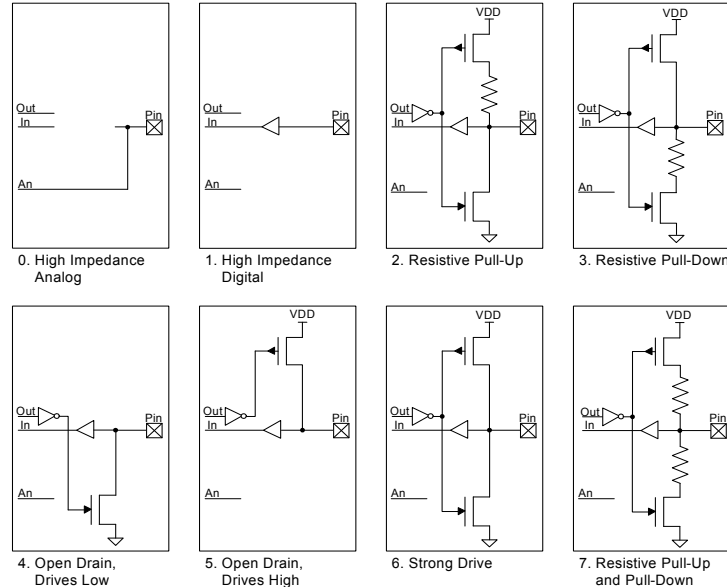 VDD
VDD
Out
In
Pin
An
Out
In
Pin
An
Out
In
Pin
An
Out
In
Pin
An
0. High Impedance
Analog
1. High Impedance
Digital
2. Resistive Pull-Up
3. Resistive Pull-Down
VDD
VDD
VDD
Out
In
Pin
An
Out
In
Pin
An
Out
In
Pin
An
Out
In
Pin
An
4. Open Drain,
Drives Low
5. Open Drain,
Drives High
6. Strong Drive
7. Resistive Pull-Up
and Pull-Down